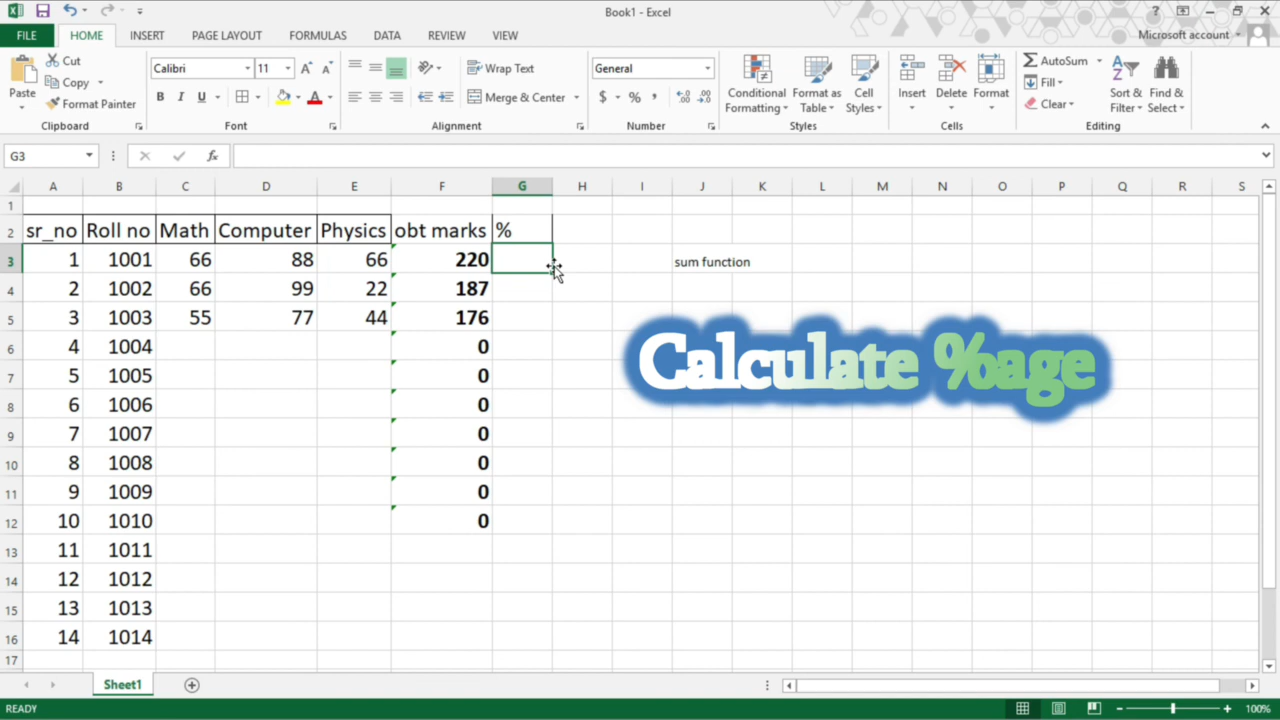 Book1 - Excel
?
FILE HOME INSERT PAGE LAYOUT FORMULAS DATA REVIEW VIEW Microsoft account
Paste
Cut
Copy
Format Painter
Clipboard
Calibri 11
B I U A
Font
Wrap Text
Merge & Center
Alignment
General
$ % ,
Number
Conditional Formatting
Format as Table
Cell Styles
Styles
Insert Delete Format
Cells
AutoSum
Fill
Clear
Sort & Filter
Find & Select
Editing
G3 fx
A B C D E F G H I J K L M N O P Q R S
1
2 sr_no Roll no Math Computer Physics obt marks %
3 1 1001 66 88 66 220 sum function
4 2 1002 66 99 22 187
5 3 1003 55 77 44 176
Calculate %age
6 4 1004 0
7 5 1005 0
8 6 1006 0
9 7 1007 0
10 8 1008 0
11 9 1009 0
12 10 1010 0
13 11 1011
14 12 1012
15 13 1013
16 14 1014
17
Sheet1
READY 100%